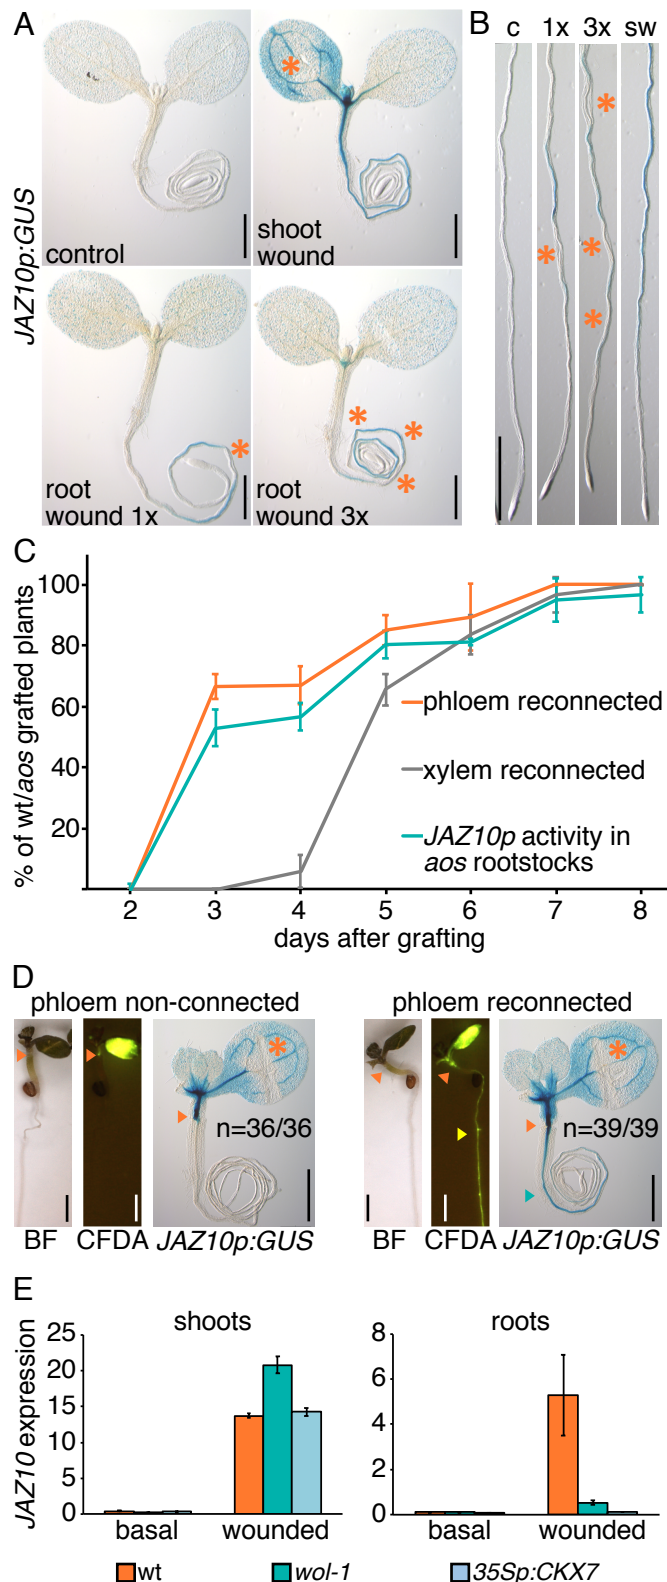 A
JAZ10p:GUS
control
shoot
wound
root
wound 1x
root
wound 3x
B
c 1x 3x sw
C
% of wt/aos grafted plants
100
80
60
40
20
phloem reconnected
xylem reconnected
JAZ10p activity in
aos rootstocks
2 3 4 5 6 7 8
days after grafting
D
phloem non-connected
n=36/36
BF CFDA JAZ10p:GUS
phloem reconnected
n=39/39
BF CFDA JAZ10p:GUS
E
JAZ10 expression
shoots
25
20
15
10
5
0
basal wounded
roots
8
6
4
2
0
basal wounded
wt wol-1 35Sp:CKX7